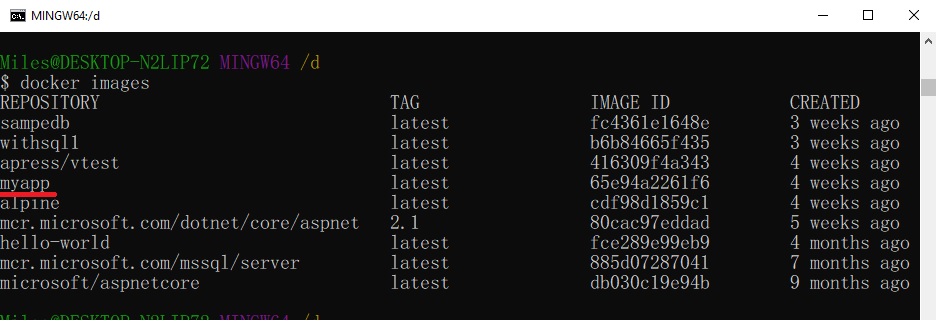 MINGW64:/d
Miles@DESKTOP-N2LIP72 MINGW64 /d
$ docker images
REPOSITORY TAG IMAGE ID CREATED
sampedb latest fc4361e1648e 3 weeks ago
withsql1 latest b6b84665f435 3 weeks ago
apress/vtest latest 416309f4a343 4 weeks ago
myapp latest 65e94a2261f6 4 weeks ago
alpine latest cdf98d1859c1 4 weeks ago
mcr.microsoft.com/dotnet/core/aspnet 2.1 80cac97eddad 5 weeks ago
hello-world latest fce289e99eb9 4 months ago
mcr.microsoft.com/mssql/server latest 885d07287041 7 months ago
microsoft/aspnetcore latest db030c19e94b 9 months ago
Miles@DESKTOP-N2LIP72 MINGW64 /d